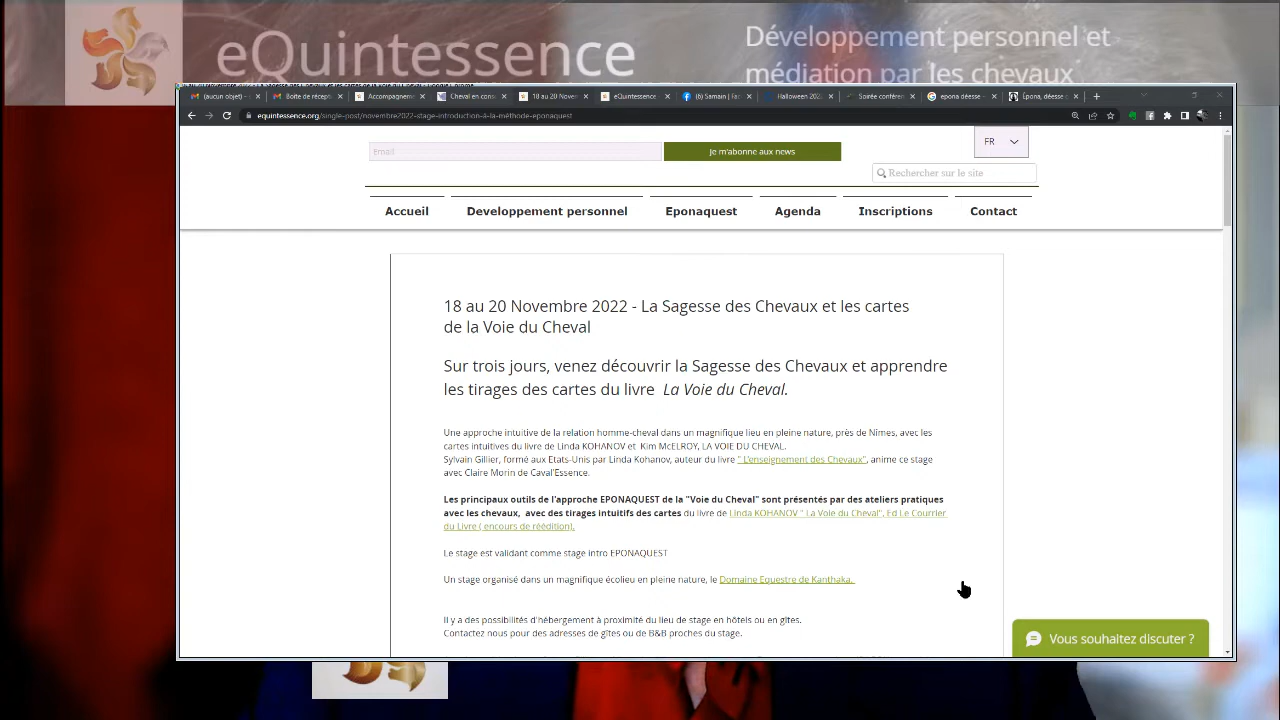 eQuintessence
Développement personnel et
médiation par les chevaux
(aucun objet) -
Boîte de récept
Accompagneme
Cheval en cons
18 au 20 Novem
eQuintessence
(6) Samain | Fac
Halloween 202
Soirée conféren
epona déesse -
Épona, déesse c
equintessence.org/single-post/novembre2022-stage-introduction-à-la-méthode-eponaquest
Email
Je m'abonne aux news
FR
Rechercher sur le site
Accueil
Developpement personnel
Eponaquest
Agenda
Inscriptions
Contact
18 au 20 Novembre 2022 - La Sagesse des Chevaux et les cartes
de la Voie du Cheval
Sur trois jours, venez découvrir la Sagesse des Chevaux et apprendre
les tirages des cartes du livre La Voie du Cheval.
Une approche intuitive de la relation homme-cheval dans un magnifique lieu en pleine nature, près de Nîmes, avec les
cartes intuitives du livre de Linda KOHANOV et Kim McELROY, LA VOIE DU CHEVAL.
Sylvain Gillier, formé aux Etats-Unis par Linda Kohanov, auteur du livre " L'enseignement des Chevaux", anime ce stage
avec Claire Morin de Caval'Essence.
Les principaux outils de l'approche EPONAQUEST de la "Voie du Cheval" sont présentés par des ateliers pratiques
avec les chevaux, avec des tirages intuitifs des cartes du livre de Linda KOHANOV " La Voie du Cheval", Ed Le Courrier
du Livre ( encours de réédition).
Le stage est validant comme stage intro EPONAQUEST
Un stage organisé dans un magnifique écolieu en pleine nature, le Domaine Equestre de Kanthaka.
Il y a des possibilités d'hébergement à proximité du lieu de stage en hôtels ou en gîtes.
Contactez nous pour des adresses de gîtes ou de B&B proches du stage.
Vous souhaitez discuter ?